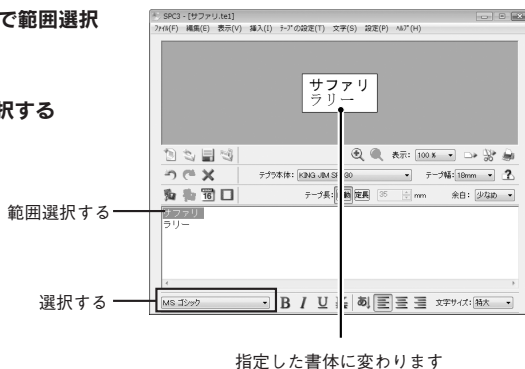 で範囲選択
択する
SPC3 - [サファリ.te1]
ファイル(F) 編集(E) 表示(V) 挿入(I) テープの設定(T) 文字(S) 設定(P) ヘルプ(H)
サファリ
ラリー
表示: 100%
テプラ本体: KING JIM
テープ幅: 18mm
テープ長: 定長 35 mm 余白: 少なめ
範囲選択する
サファリ
ラリー
選択する
MS ゴシック B I U あ 文字サイズ: 特大
指定した書体に変わります